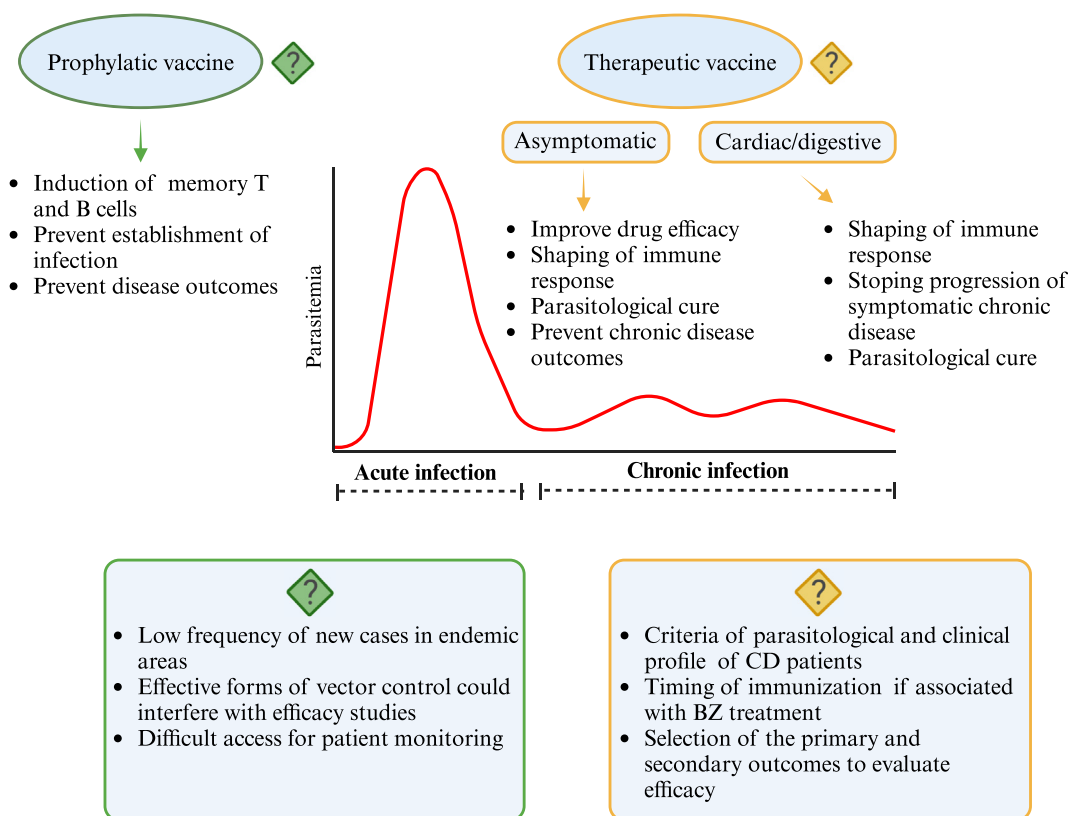 Prophylatic vaccine
?
• Induction of memory T
and B cells
• Prevent establishment of
infection
• Prevent disease outcomes
Therapeutic vaccine
?
Asymptomatic
• Improve drug efficacy
• Shaping of immune
response
• Parasitological cure
• Prevent chronic disease
outcomes
Cardiac/digestive
• Shaping of immune
response
• Stoping progression of
symptomatic chronic
disease
• Parasitological cure
Parasitemia
Acute infection
Chronic infection
?
• Low frequency of new cases in endemic
areas
• Effective forms of vector control could
interfere with efficacy studies
• Difficult access for patient monitoring
?
• Criteria of parasitological and clinical
profile of CD patients
• Timing of immunization if associated
with BZ treatment
• Selection of the primary and
secondary outcomes to evaluate
efficacy